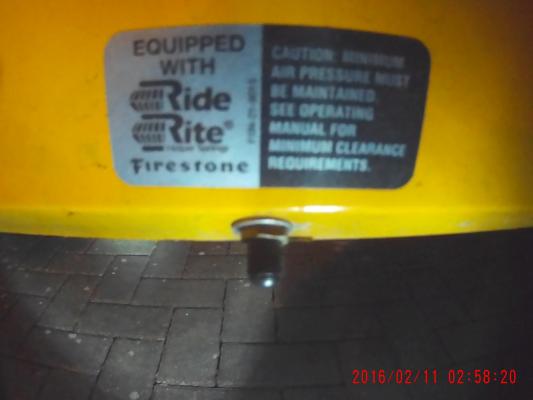 EQUIPPED
WITH
Ride
Rite®
Firestone
CAUTION: MINIMUM
AIR PRESSURE MUST
BE MAINTAINED.
SEE OPERATING
MANUAL FOR
MINIMUM CLEARANCE
REQUIREMENTS.
2016/02/11 02:58:20